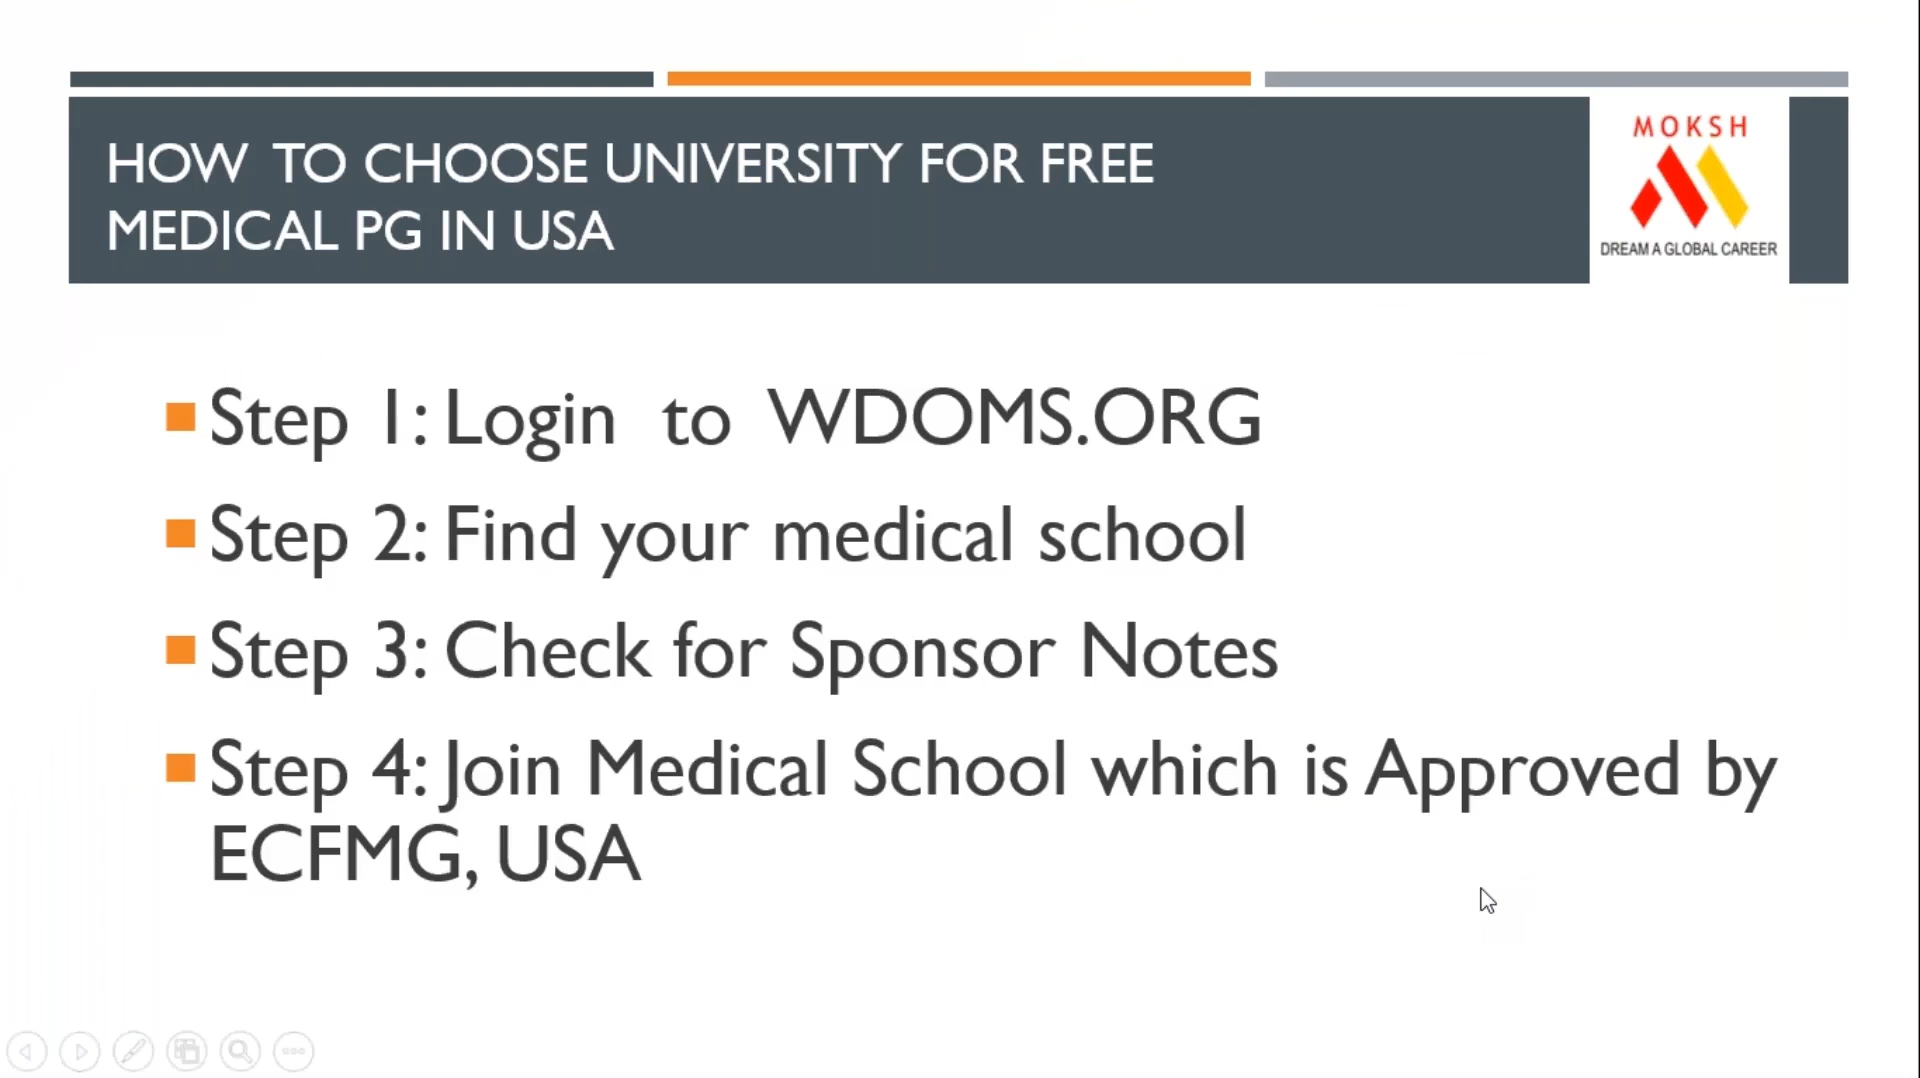 HOW TO CHOOSE UNIVERSITY FOR FREE
MEDICAL PG IN USA
MOKSH
DREAM A GLOBAL CAREER
Step 1: Login to WDOMS.ORG
Step 2: Find your medical school
Step 3: Check for Sponsor Notes
Step 4: Join Medical School which is Approved by
ECFMG, USA